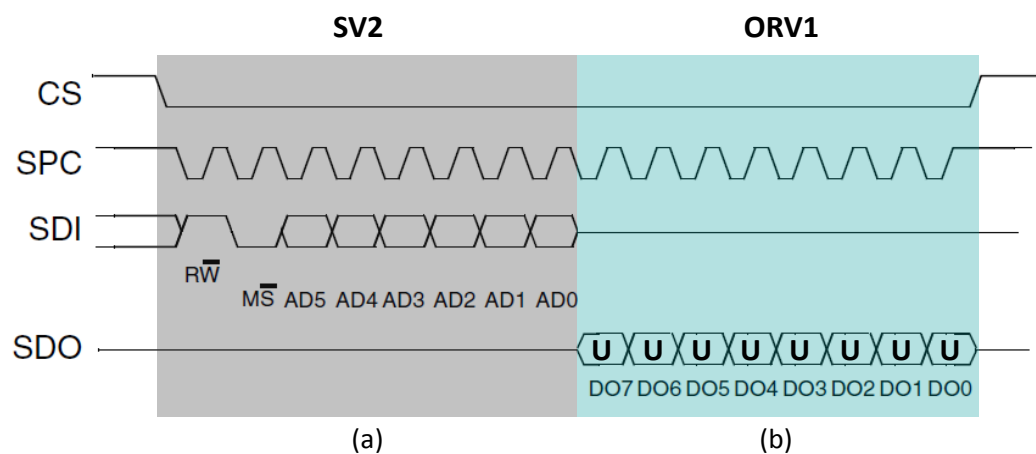 SV2 ORV1
CS
SPC
SDI
RW̅
MS̅ AD5 AD4 AD3 AD2 AD1 AD0
SDO U U U U U U U U
DO7 DO6 DO5 DO4 DO3 DO2 DO1 DO0
(a) (b)